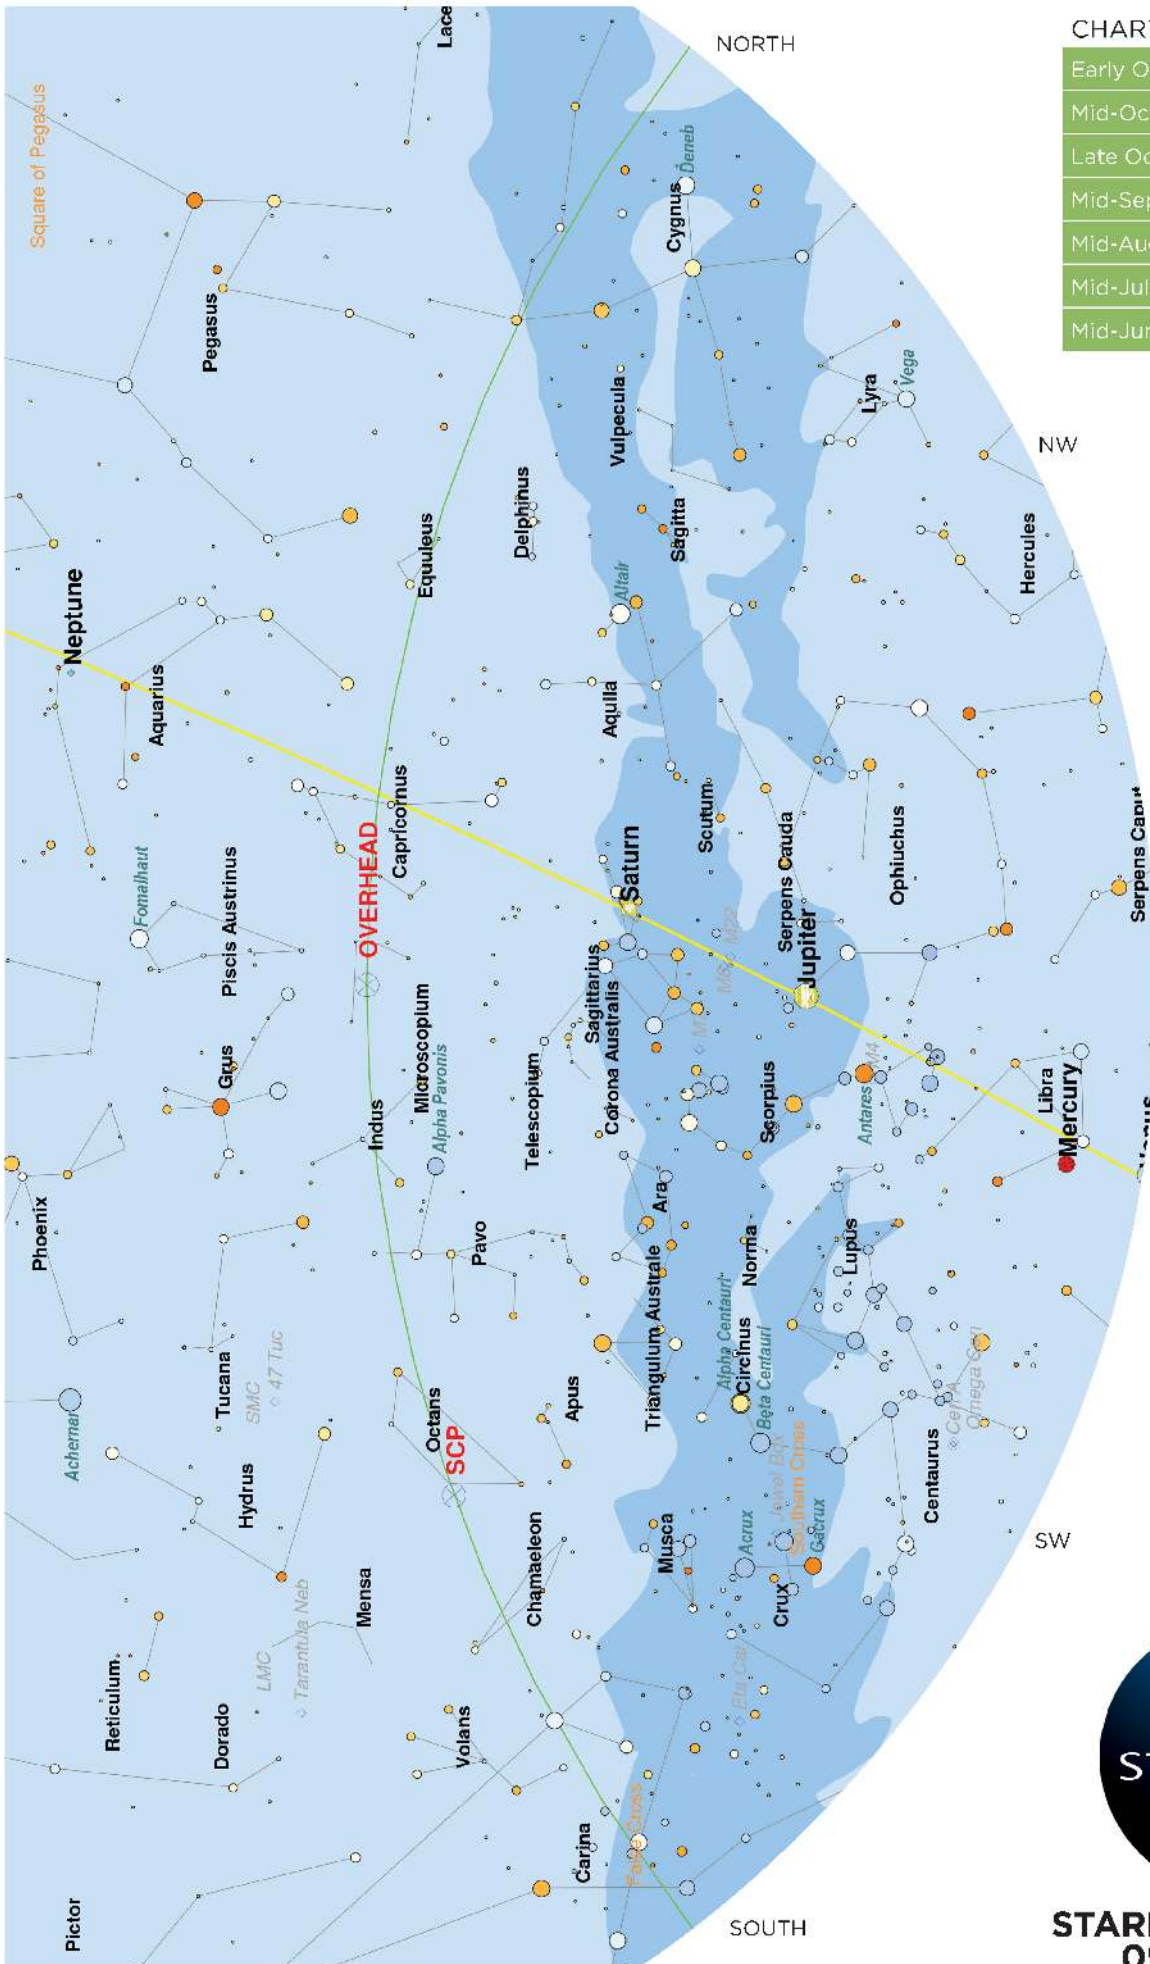 NORTH
CHART
Early O
Mid-Oc
Late Oc
Mid-Sep
Mid-Au
Mid-Jul
Mid-Jun
Lace
Square of Pegasus
Deneb
Cygnus
Pegasus
Vulpecula
Lyra
Vega
NW
Delphinus
Sagitta
Equuleus
Hercules
Altair
Neptune
Aquarius
Aquila
Capricornus
OVERHEAD
Scutum
Serpens Cauda
Ophiuchus
Serpens Caput
Saturn
Fomalhaut
Piscis Austrinus
M22
M8
Jupiter
Sagittarius
Corona Australis
Microscopium
Alpha Pavonis
Grus
Telescopium
Indus
Scorpius
Antares
M4
Libra
Mercury
Phoenix
Ara
Pavo
Norma
Lupus
Triangulum Australe
Alpha Centauri
Circinus
Beta Centauri
Tucana
SMC
47 Tuc
Achernar
Octans
SCP
Apus
Cen A
Omega Cen
Centaurus
Hydrus
Jewel Box
Southern Cross
Gacrux
Acrux
Musca
Crux
Chamaeleon
SW
Mensa
LMC
Tarantula Neb
Reticulum
Dorado
Volans
Eta Car
False Cross
Carina
Pictor
SOUTH
ST
STAR